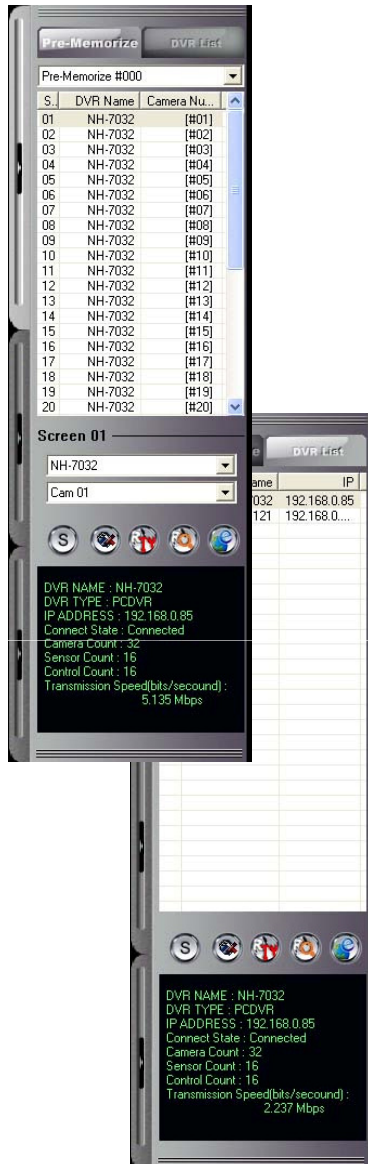 Pre-Memorize DVR List
Pre-Memorize #000
S.. DVR Name Camera Nu...
01 NH-7032 [#01]
02 NH-7032 [#02]
03 NH-7032 [#03]
04 NH-7032 [#04]
05 NH-7032 [#05]
06 NH-7032 [#06]
07 NH-7032 [#07]
08 NH-7032 [#08]
09 NH-7032 [#09]
10 NH-7032 [#10]
11 NH-7032 [#11]
12 NH-7032 [#12]
13 NH-7032 [#13]
14 NH-7032 [#14]
15 NH-7032 [#15]
16 NH-7032 [#16]
17 NH-7032 [#17]
18 NH-7032 [#18]
19 NH-7032 [#19]
20 NH-7032 [#20]
Screen 01
NH-7032
Cam 01
S
DVR NAME : NH-7032
DVR TYPE : PCDVR
IP ADDRESS : 192.168.0.85
Connect State : Connected
Camera Count : 32
Sensor Count : 16
Control Count : 16
Transmission Speed(bits/secound) :
5.135 Mbps
e DVR List
ame IP
032 192.168.0.85
121 192.168.0....
S
DVR NAME : NH-7032
DVR TYPE : PCDVR
IP ADDRESS : 192.168.0.85
Connect State : Connected
Camera Count : 32
Sensor Count : 16
Control Count : 16
Transmission Speed(bits/secound) :
2.237 Mbps